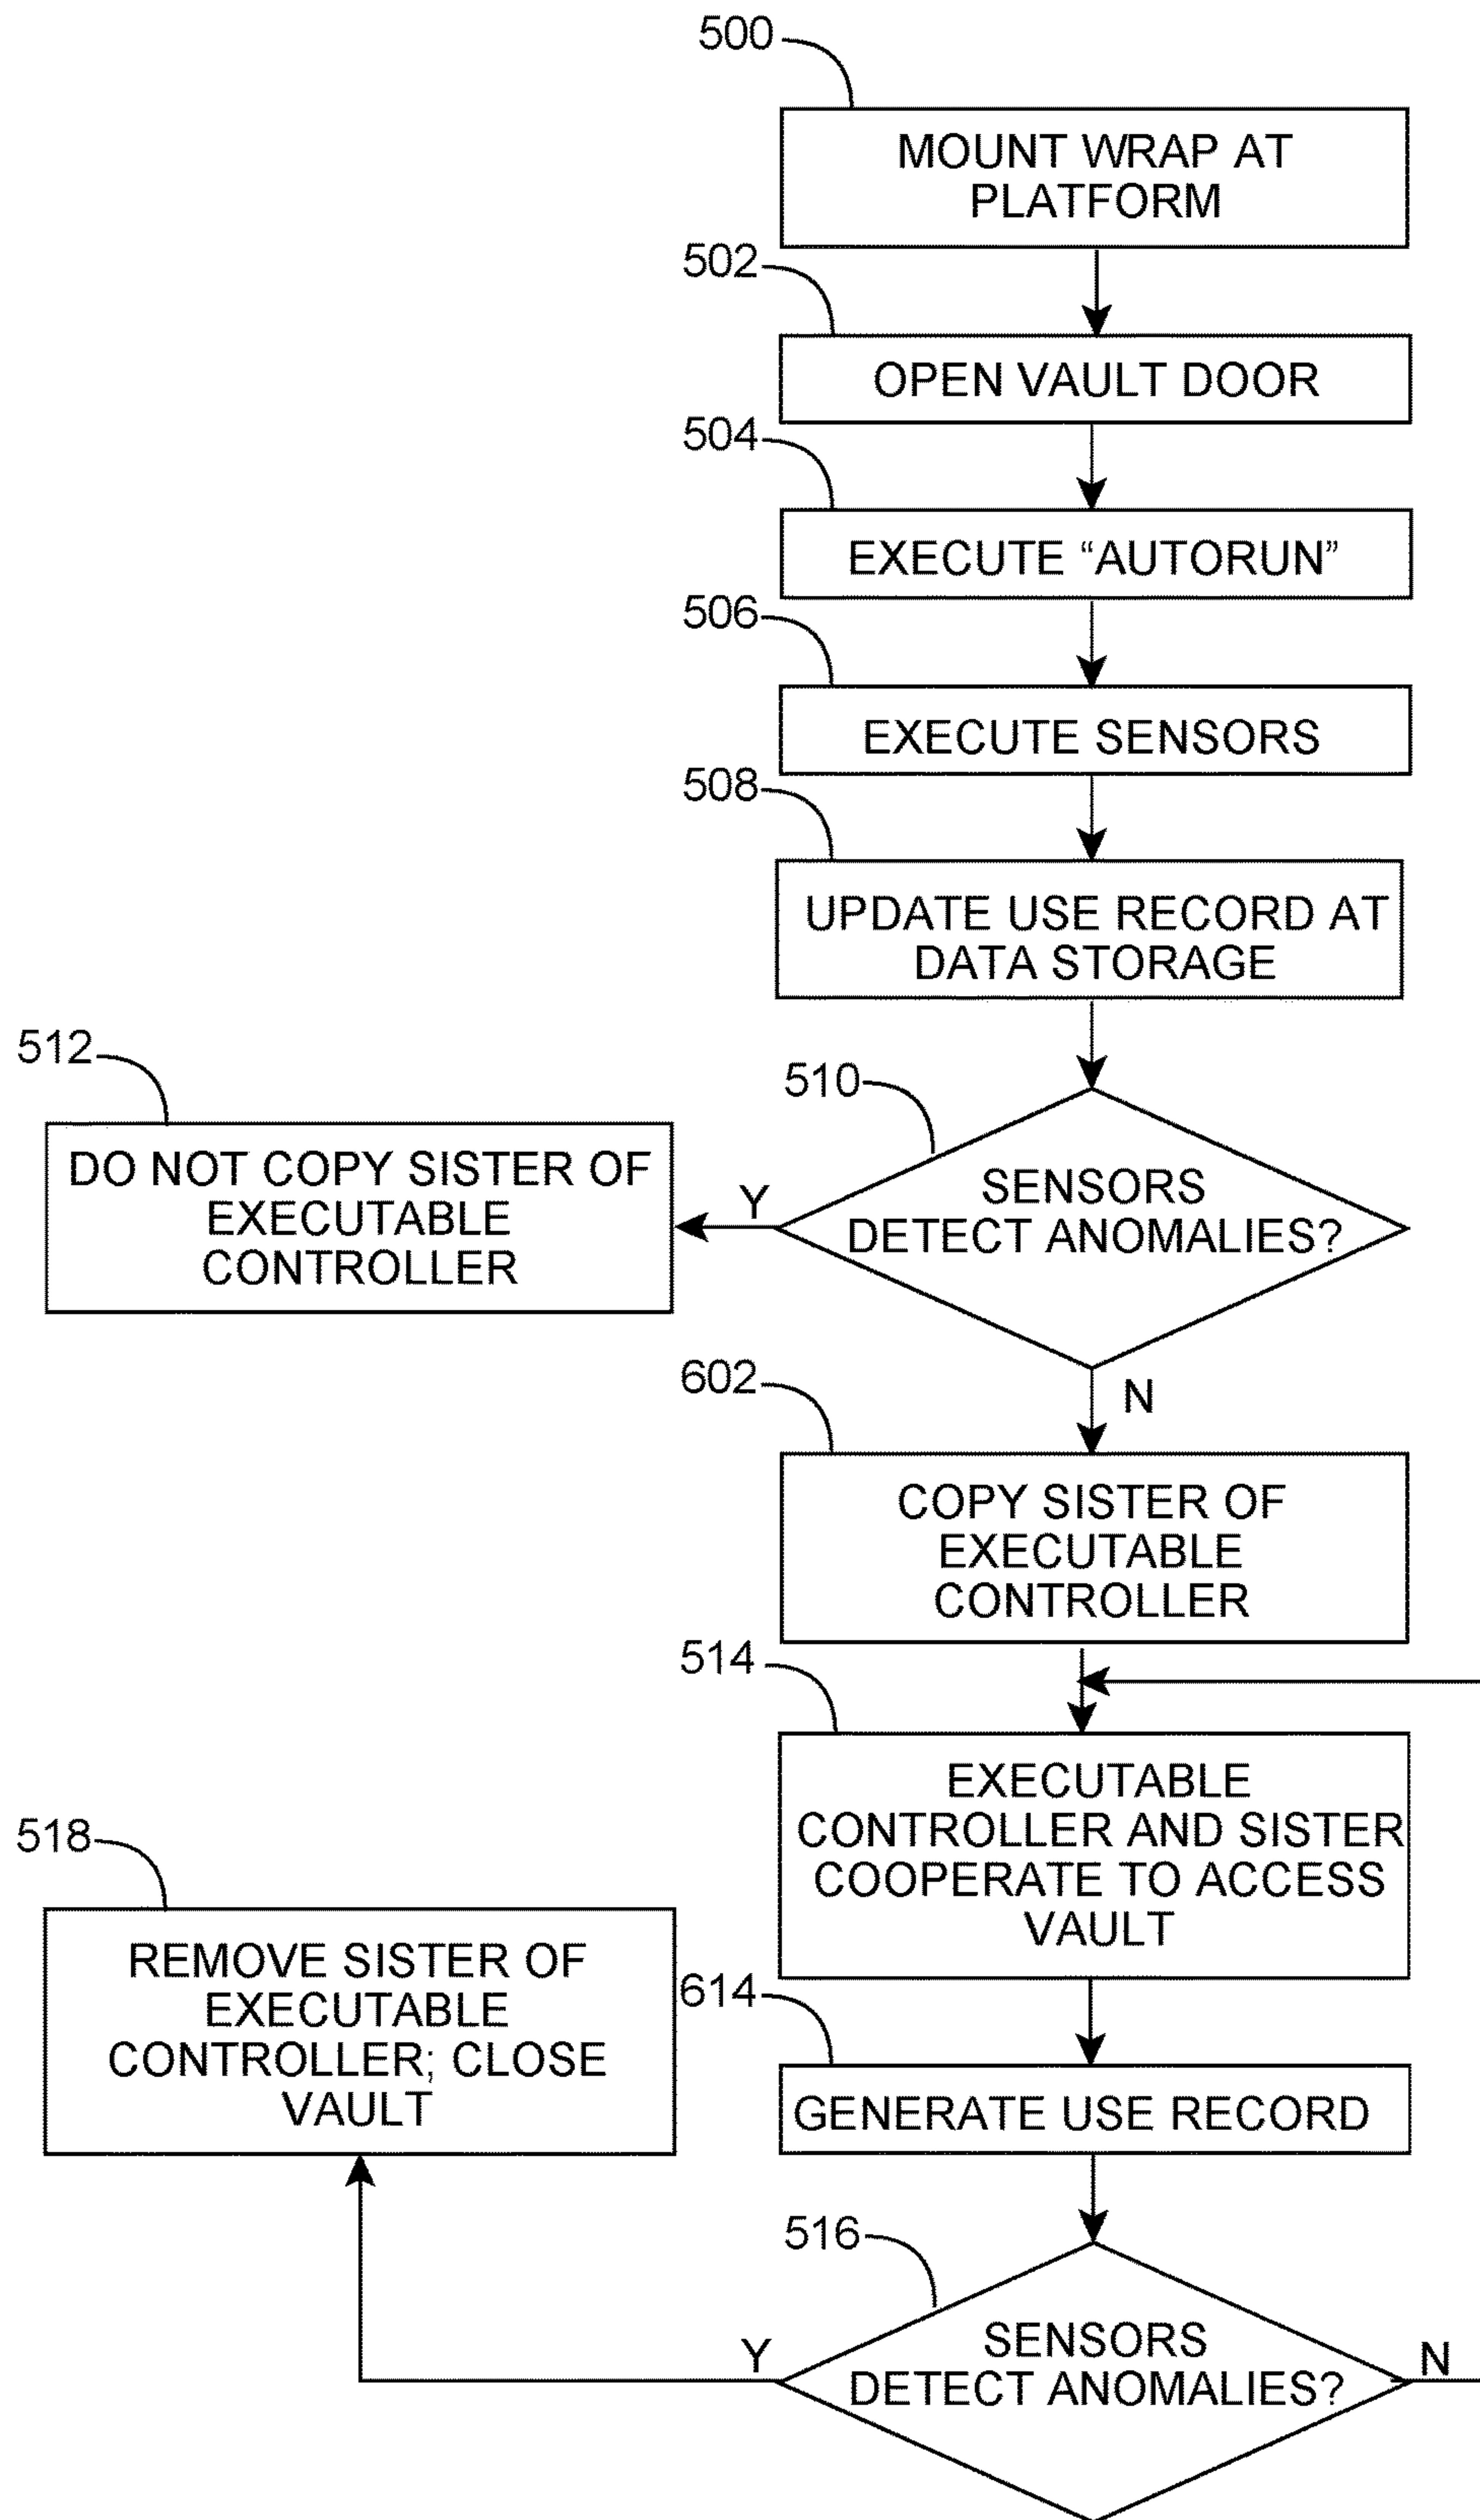 500
MOUNT WRAP AT
PLATFORM
502
OPEN VAULT DOOR
504
EXECUTE “AUTORUN”
506
EXECUTE SENSORS
508
UPDATE USE RECORD AT
DATA STORAGE
510
SENSORS
DETECT ANOMALIES?
Y
512
DO NOT COPY SISTER OF
EXECUTABLE
CONTROLLER
N
602
COPY SISTER OF
EXECUTABLE
CONTROLLER
514
EXECUTABLE
CONTROLLER AND SISTER
COOPERATE TO ACCESS
VAULT
614
GENERATE USE RECORD
516
SENSORS
DETECT ANOMALIES?
Y
N
518
REMOVE SISTER OF
EXECUTABLE
CONTROLLER; CLOSE
VAULT